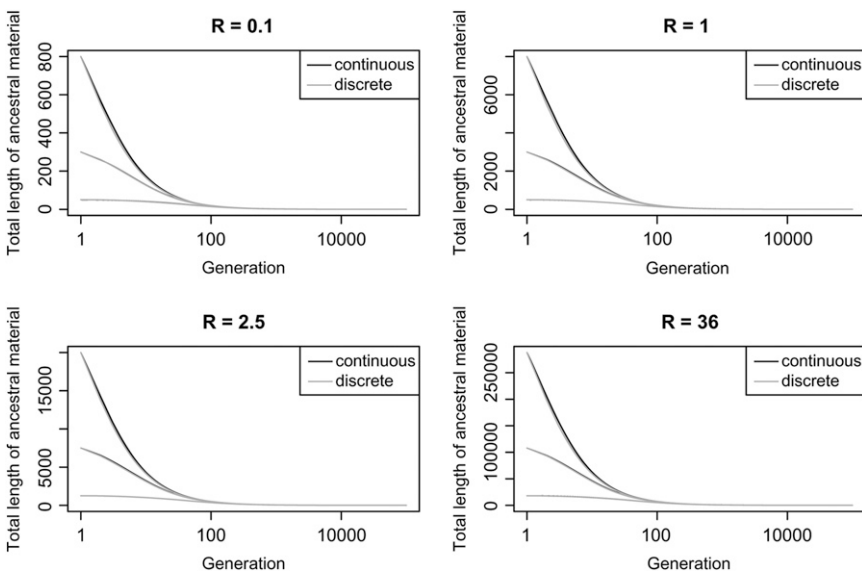 R = 0.1
Total length of ancestral material
800
600
400
200
0
continuous
discrete
1
100
10000
Generation
R = 1
Total length of ancestral material
6000
2000
0
continuous
discrete
1
100
10000
Generation
R = 2.5
Total length of ancestral material
15000
5000
0
continuous
discrete
1
100
10000
Generation
R = 36
Total length of ancestral material
250000
100000
0
continuous
discrete
1
100
10000
Generation